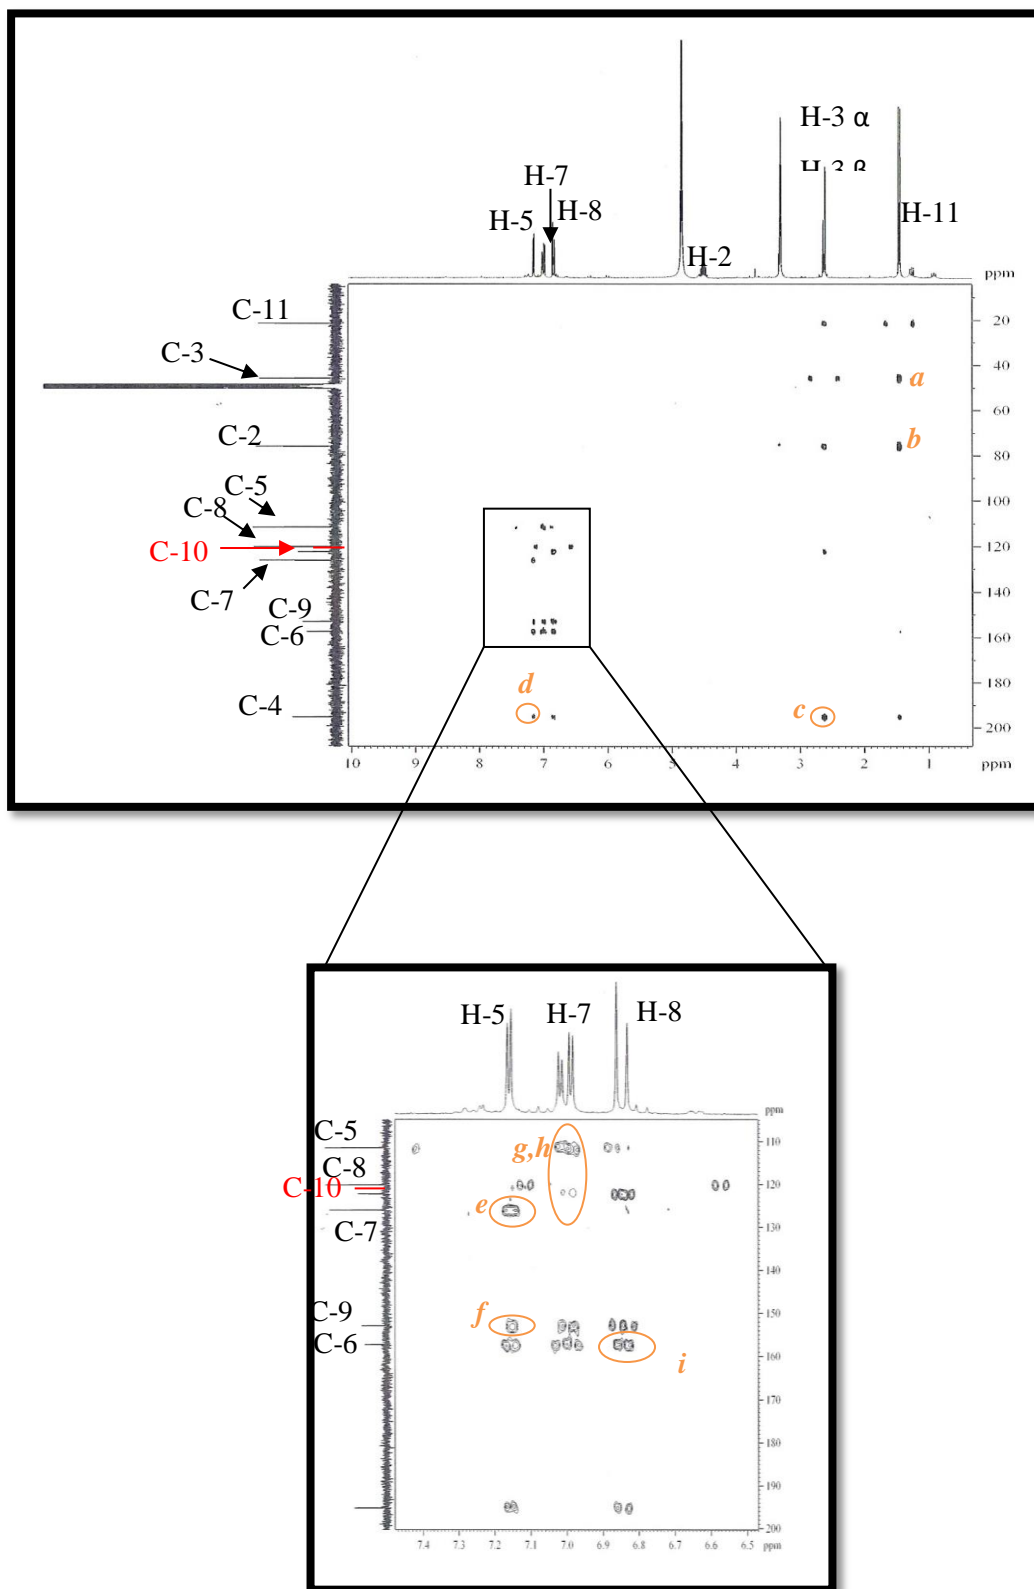 H-3 α
H-3 β
H-7
H-8
H-5
H-11
H-2
ppm
C-11
C-3
C-2
C-5
C-8
C-10
C-7
C-9
C-6
C-4
a
b
c
d
20
40
60
80
100
120
140
160
180
200
10 9 8 7 6 5 4 3 2 1 ppm
H-5 H-7 H-8
ppm
C-5
C-8
C-10
C-7
C-9
C-6
g,h
e
f
i
110
120
130
140
150
160
170
180
190
200
7.4 7.3 7.2 7.1 7.0 6.9 6.8 6.7 6.6 6.5 ppm